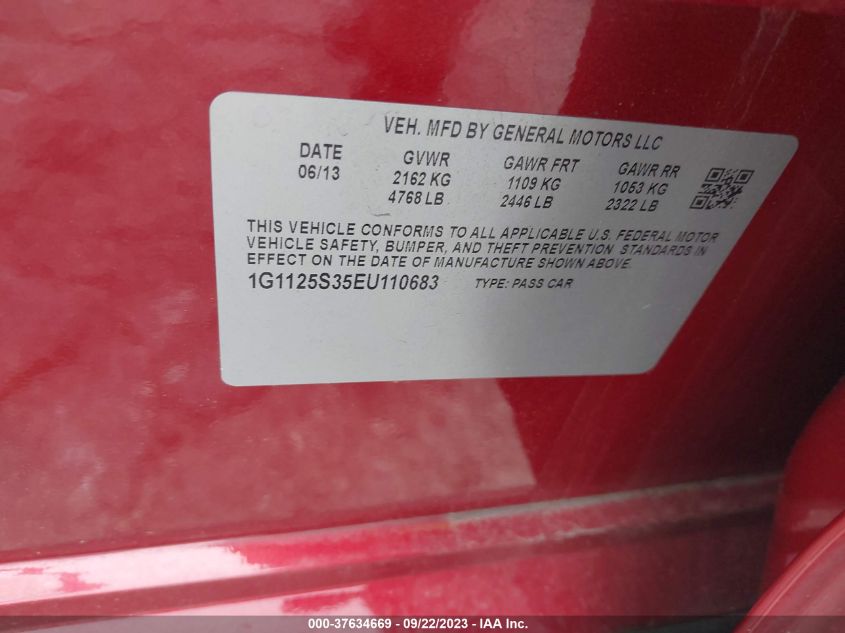 VEH. MFD BY GENERAL MOTORS LLC
DATE GVWR GAWR FRT GAWR RR
06/13 2162 KG 1109 KG 1053 KG
4768 LB 2446 LB 2322 LB
THIS VEHICLE CONFORMS TO ALL APPLICABLE U.S. FEDERAL MOTOR
VEHICLE SAFETY, BUMPER, AND THEFT PREVENTION STANDARDS IN
EFFECT ON THE DATE OF MANUFACTURE SHOWN ABOVE.
1G1125S35EU110683 TYPE: PASS CAR
000-37634669 - 09/22/2023 - IAA Inc.